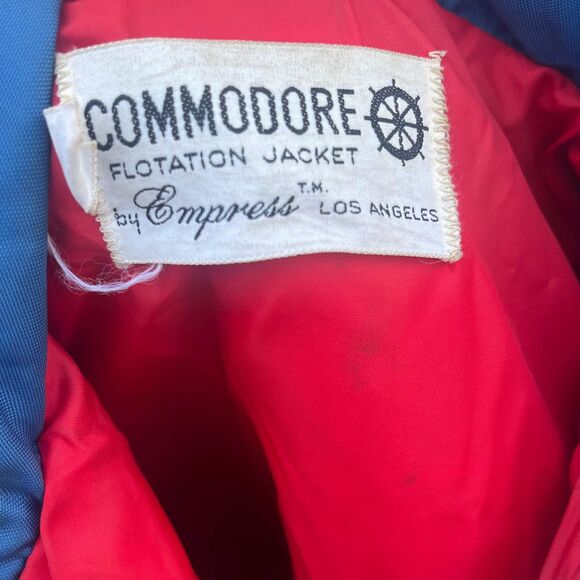 COMMODORE
FLOTATION JACKET
by Empress T.M. LOS ANGELES